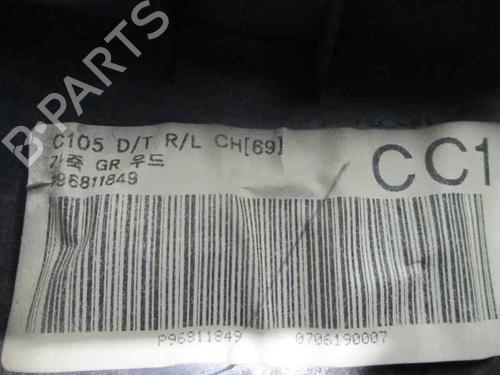 C105 D/T R/L CH[69]
가죽 GR 우드
96811849
CC1
P96811849
0706190007
B-PARTS